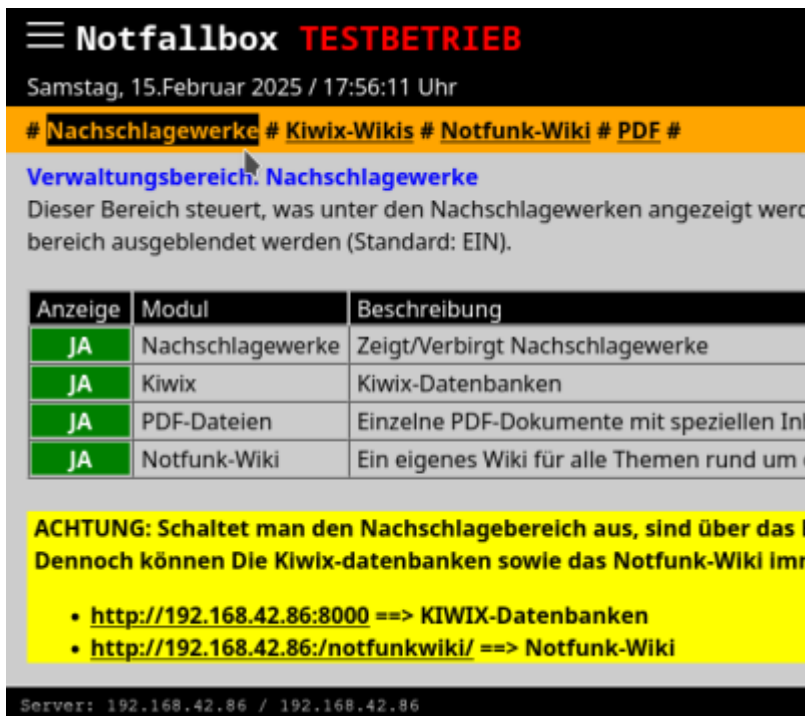 Notfallbox TESTBETRIEB
Samstag, 15.Februar 2025 / 17:56:11 Uhr
# Nachschlagewerke # Kiwix-Wikis # Notfunk-Wiki # PDF #
Verwaltungsbereich: Nachschlagewerke
Dieser Bereich steuert, was unter den Nachschlagewerken angezeigt
bereich ausgeblendet werden (Standard: EIN).
Anzeige Modul Beschreibung
JA Nachschlagewerke Zeigt/Verbirgt Nachschlagewerke
JA Kiwix Kiwix-Datenbanken
JA PDF-Dateien Einzelne PDF-Dokumente mit speziellen
JA Notfunk-Wiki Ein eigenes Wiki für alle Themen rund um
ACHTUNG: Schaltet man den Nachschlagebereich aus, sind über das
Dennoch können Die Kiwix-datenbanken sowie das Notfunk-Wiki
• http://192.168.42.86:8000 ==> KIWIX-Datenbanken
• http://192.168.42.86:/notfunkwiki/ ==> Notfunk-Wiki
Server: 192.168.42.86 / 192.168.42.86